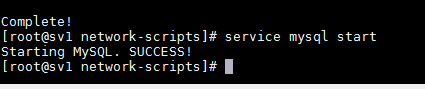 Complete!
[root@sv1 network-scripts]# service mysql start
Starting MySQL. SUCCESS!
[root@sv1 network-scripts]#